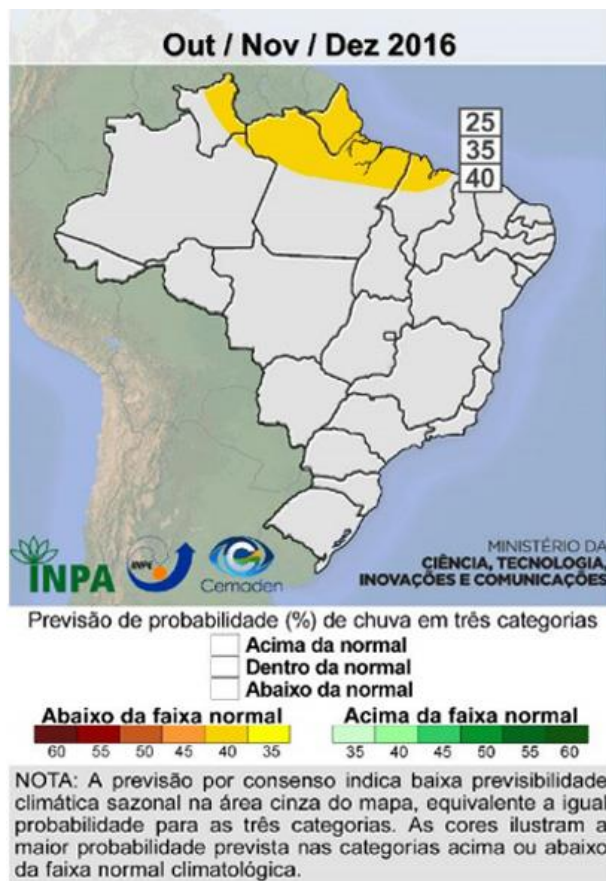 Out / Nov / Dez 2016
25
35
40
INPA
INPE
Cemaden
MINISTÉRIO DA
CIÊNCIA, TECNOLOGIA,
INOVAÇÕES E COMUNICAÇÕES
Previsão de probabilidade (%) de chuva em três categorias
Acima da normal
Dentro da normal
Abaixo da normal
Abaixo da faixa normal
60 55 50 45 40 35
Acima da faixa normal
35 40 45 50 55 60
NOTA: A previsão por consenso indica baixa previsibilidade
climática sazonal na área cinza do mapa, equivalente a igual
probabilidade para as três categorias. As cores ilustram a
maior probabilidade prevista nas categorias acima ou abaixo
da faixa normal climatológica.